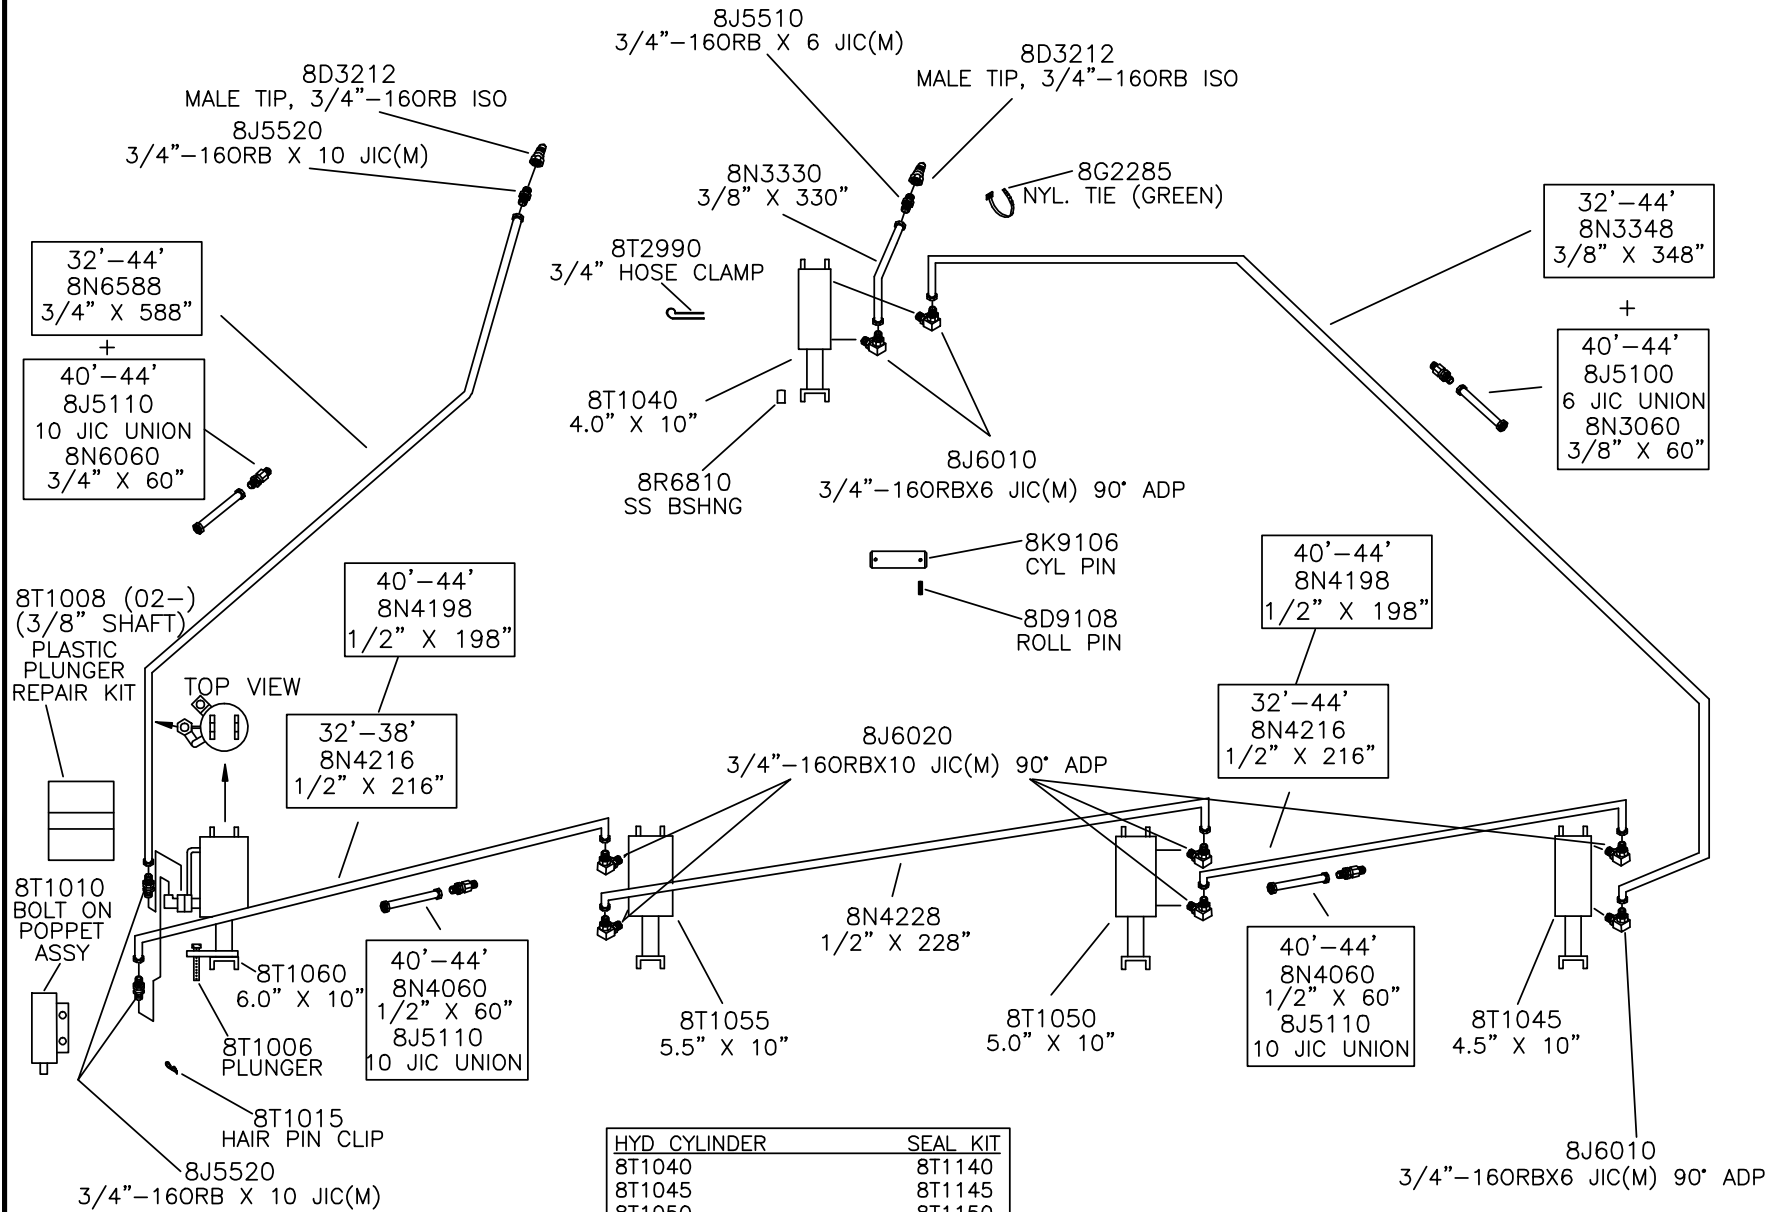 8J5510
3/4”-16ORB X 6 JIC(M)
8D3212
MALE TIP, 3/4”-16ORB ISO
8D3212
MALE TIP, 3/4”-16ORB ISO
8J5520
3/4”-16ORB X 10 JIC(M)
8N3330
3/8” X 330”
8G2285
NYL. TIE (GREEN)
32'-44'
8N3348
3/8” X 348”
+
40'-44'
8J5100
6 JIC UNION
8N3060
3/8” X 60”
32'-44'
8N6588
3/4” X 588”
+
40'-44'
8J5110
10 JIC UNION
8N6060
3/4” X 60”
8T2990
3/4” HOSE CLAMP
8T1040
4.0” X 10”
8R6810
SS BSHNG
8J6010
3/4”-16ORBX6 JIC(M) 90° ADP
8K9106
CYL PIN
8D9108
ROLL PIN
40'-44'
8N4198
1/2” X 198”
40'-44'
8N4198
1/2” X 198”
8T1008 (02-)
(3/8” SHAFT)
PLASTIC
PLUNGER
REPAIR KIT
TOP VIEW
32'-38'
8N4216
1/2” X 216”
32'-44'
8N4216
1/2” X 216”
8J6020
3/4”-16ORBX10 JIC(M) 90° ADP
8T1010
BOLT ON
POPPET
ASSY
8T1060
6.0” X 10”
8T1006
PLUNGER
8T1015
HAIR PIN CLIP
8J5520
3/4”-16ORB X 10 JIC(M)
40'-44'
8N4060
1/2” X 60”
8J5110
10 JIC UNION
8T1055
5.5” X 10”
8N4228
1/2” X 228”
8T1050
5.0” X 10”
40'-44'
8N4060
1/2” X 60”
8J5110
10 JIC UNION
8T1045
4.5” X 10”
8J6010
3/4”-16ORBX6 JIC(M) 90° ADP
HYD CYLINDER SEAL KIT
8T1040 8T1140
8T1045 8T1145
8T1050 8T1150